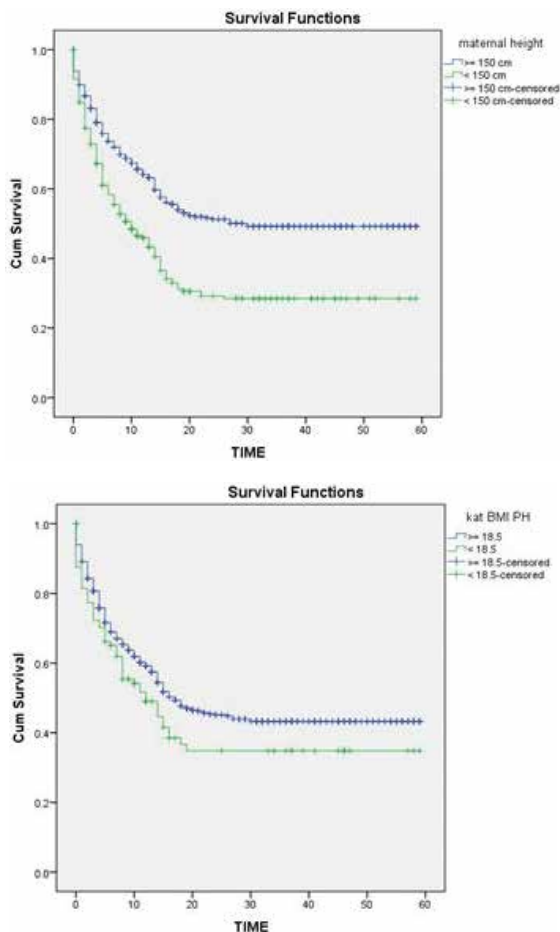 Survival Functions
maternal height
>= 150 cm
< 150 cm
>= 150 cm-censored
< 150 cm-censored
1.0
0.8
0.6
0.4
0.2
0.0
Cum Survival
0 10 20 30 40 50 60
TIME
Survival Functions
kat BMI PH
>= 18.5
< 18.5
>= 18.5-censored
< 18.5-censored
1.0
0.8
0.6
0.4
0.2
0.0
Cum Survival
0 10 20 30 40 50 60
TIME